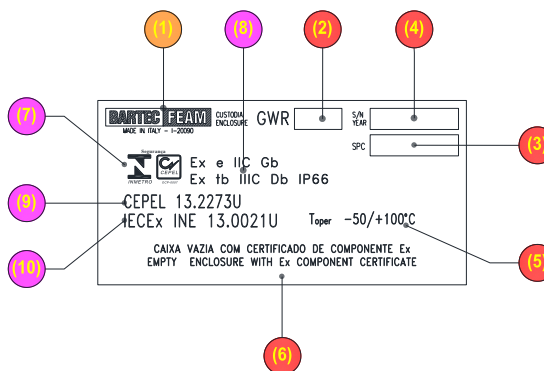 (1)
(8)
(2)
(4)
(7)
BARTEC FEAM
CUSTODIA
ENCLOSURE
GWR
S/N
YEAR
MADE IN ITALY - I-20090
SPC
(3)
Segurança
INMETRO
CEPEL
Ex e IIC Gb
Ex tb IIIC Db IP66
(9)
CEPEL 13.2273U
IECEx INE 13.0021U
Toper -50/+100°C
(10)
(5)
CAIXA VAZIA COM CERTIFICADO DE COMPONENTE Ex
EMPTY ENCLOSURE WITH Ex COMPONENT CERTIFICATE
(6)